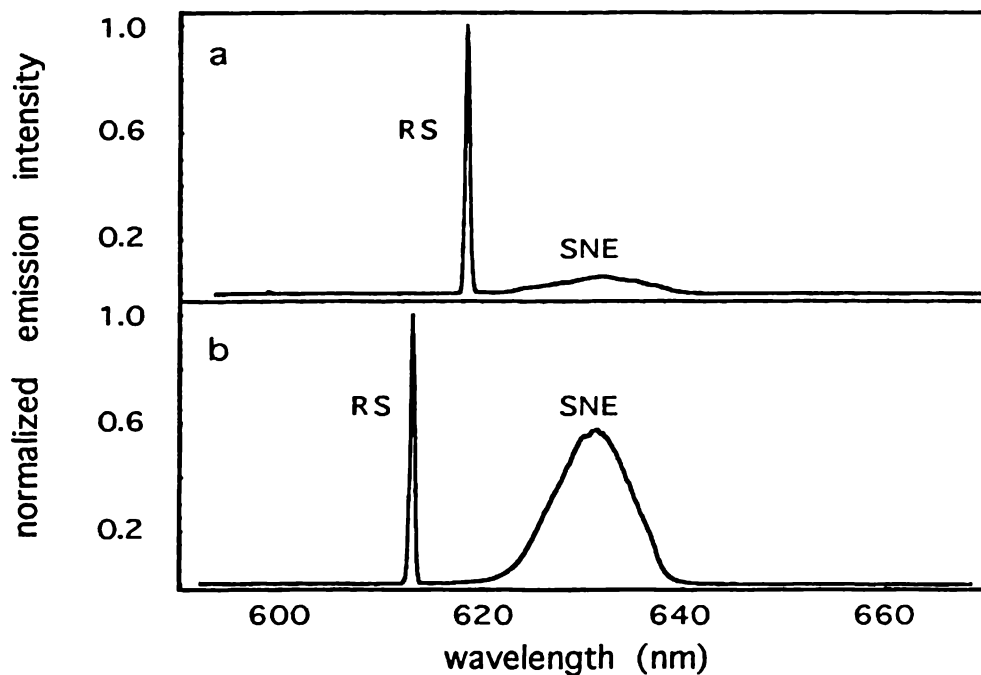 normalized emission intensity
1.0
a
RS
0.6
SNE
0.2
1.0
b
RS
SNE
0.6
0.2
600 620 640 660
wavelength (nm)